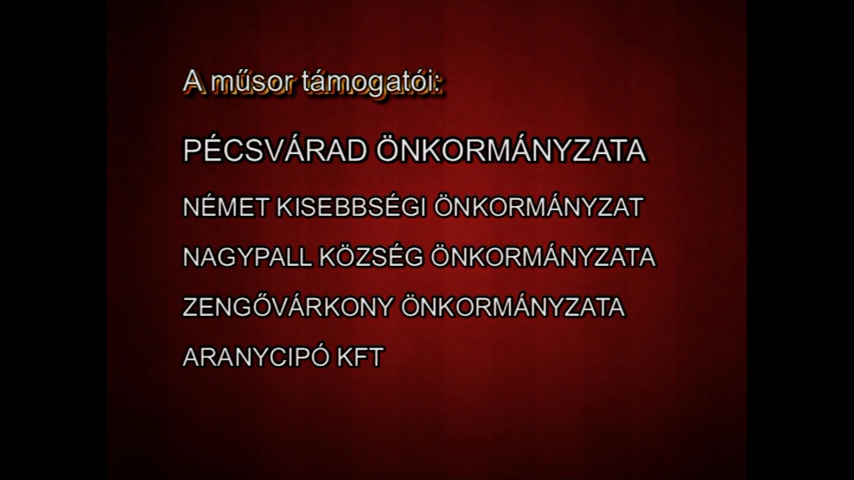 A műsor támogatói:
PÉCSVÁRAD ÖNKORMÁNYZATA
NÉMET KISEBBSÉGI ÖNKORMÁNYZAT
NAGYPALL KÖZSÉG ÖNKORMÁNYZATA
ZENGŐVÁRKONY ÖNKORMÁNYZATA
ARANYCIPÓ KFT